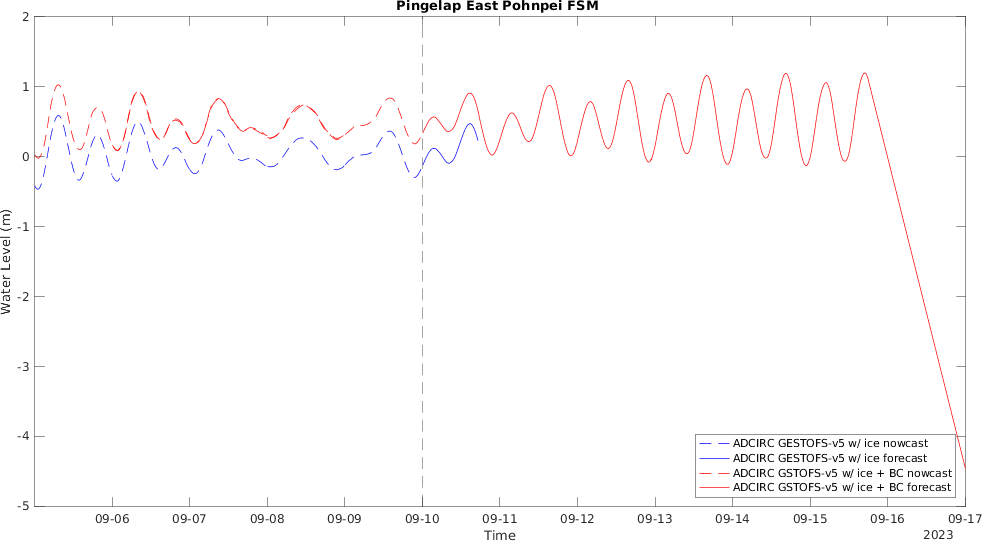 Pingelap East Pohnpei FSM
2
1
0
-1
-2
-3
-4
-5
Water Level (m)
ADCIRC GESTOFS-v5 w/ ice nowcast
ADCIRC GESTOFS-v5 w/ ice forecast
ADCIRC GSTOFS-v5 w/ ice + BC nowcast
ADCIRC GSTOFS-v5 w/ ice + BC forecast
09-06 09-07 09-08 09-09 09-10 09-11 09-12 09-13 09-14 09-15 09-16 09-17
Time
2023